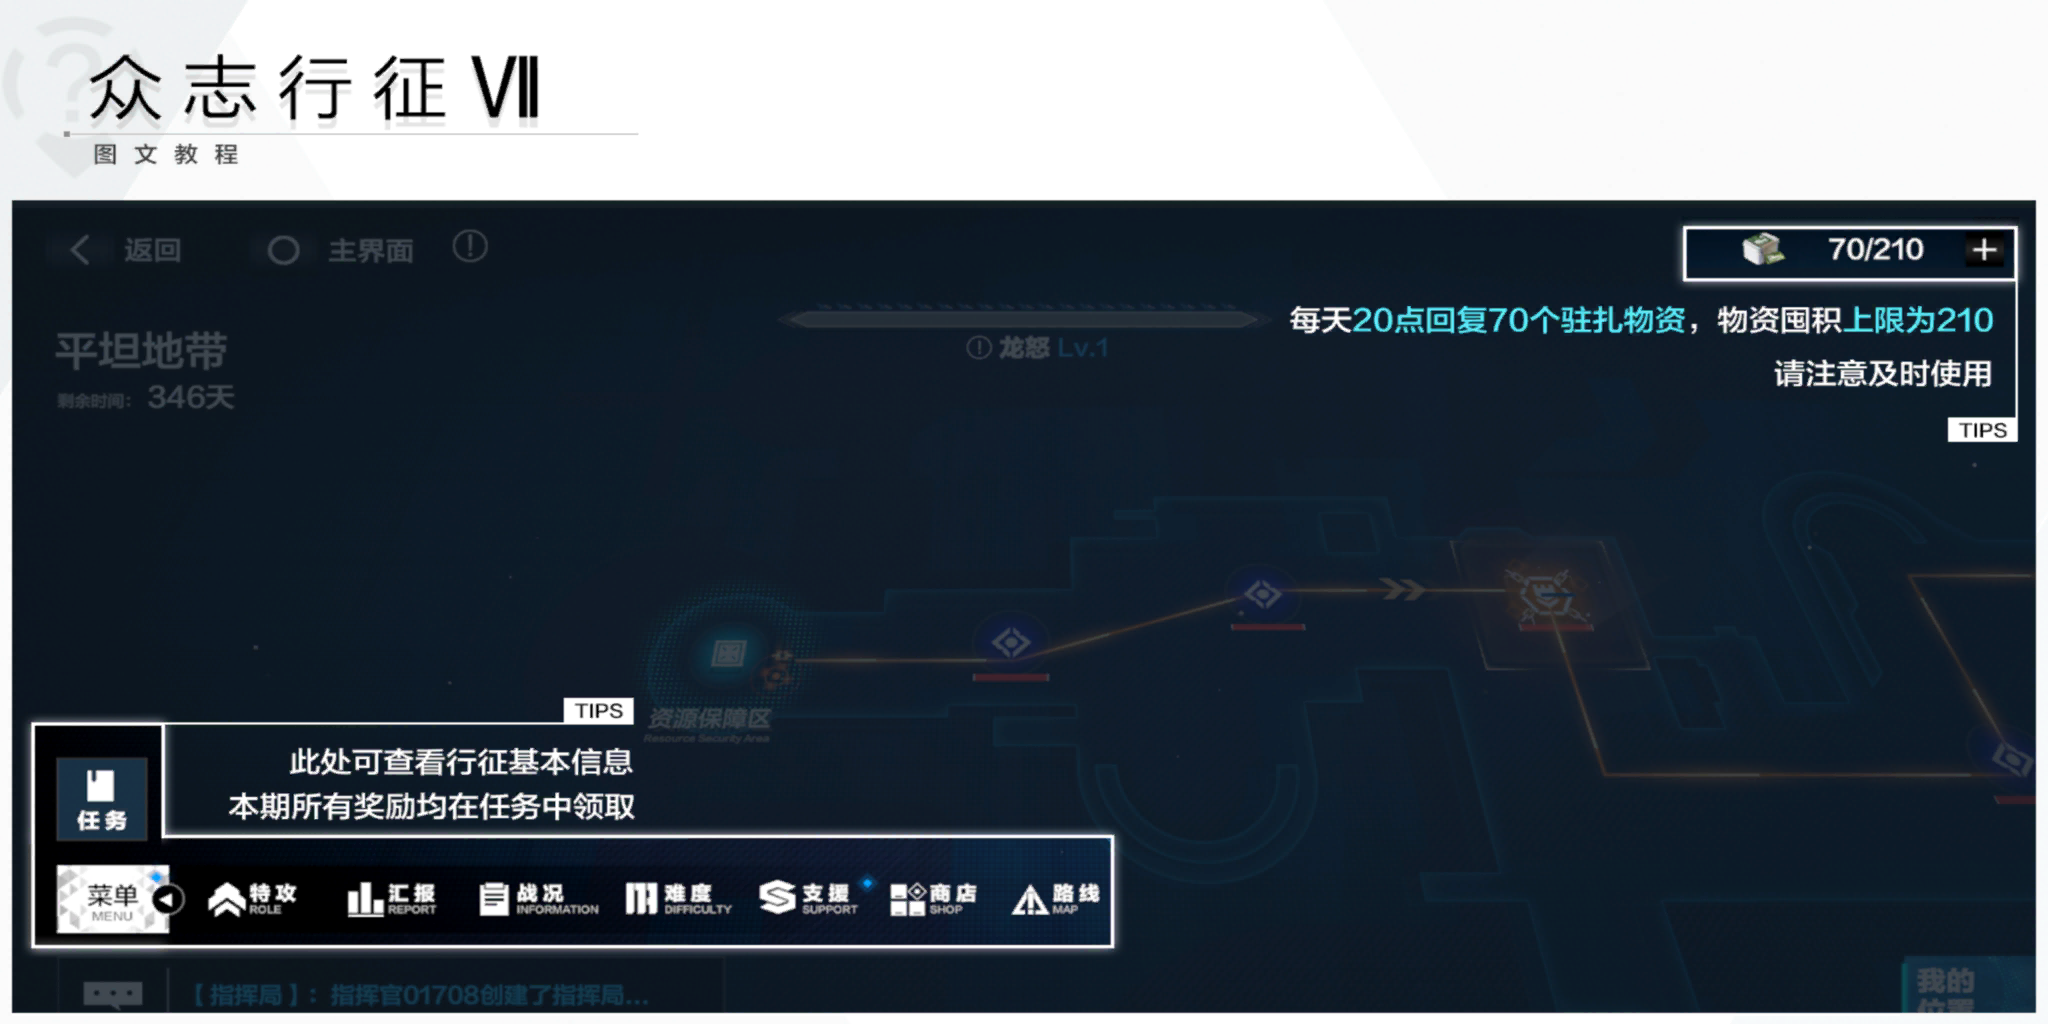 众志行征Ⅶ
图文教程
返回 主界面
70/210
每天20点回复70个驻扎物资，物资囤积上限为210
请注意及时使用
TIPS
平坦地带
剩余时间：346天
龙怒 Lv.1
资源保障区
Resource Security Area
TIPS
此处可查看行征基本信息
本期所有奖励均在任务中领取
任务
菜单
MENU
特攻
ROLE
汇报
REPORT
战况
INFORMATION
难度
DIFFICULTY
支援
SUPPORT
商店
SHOP
路线
MAP
【指挥局】：指挥官01708创建了指挥局...
我的
位置